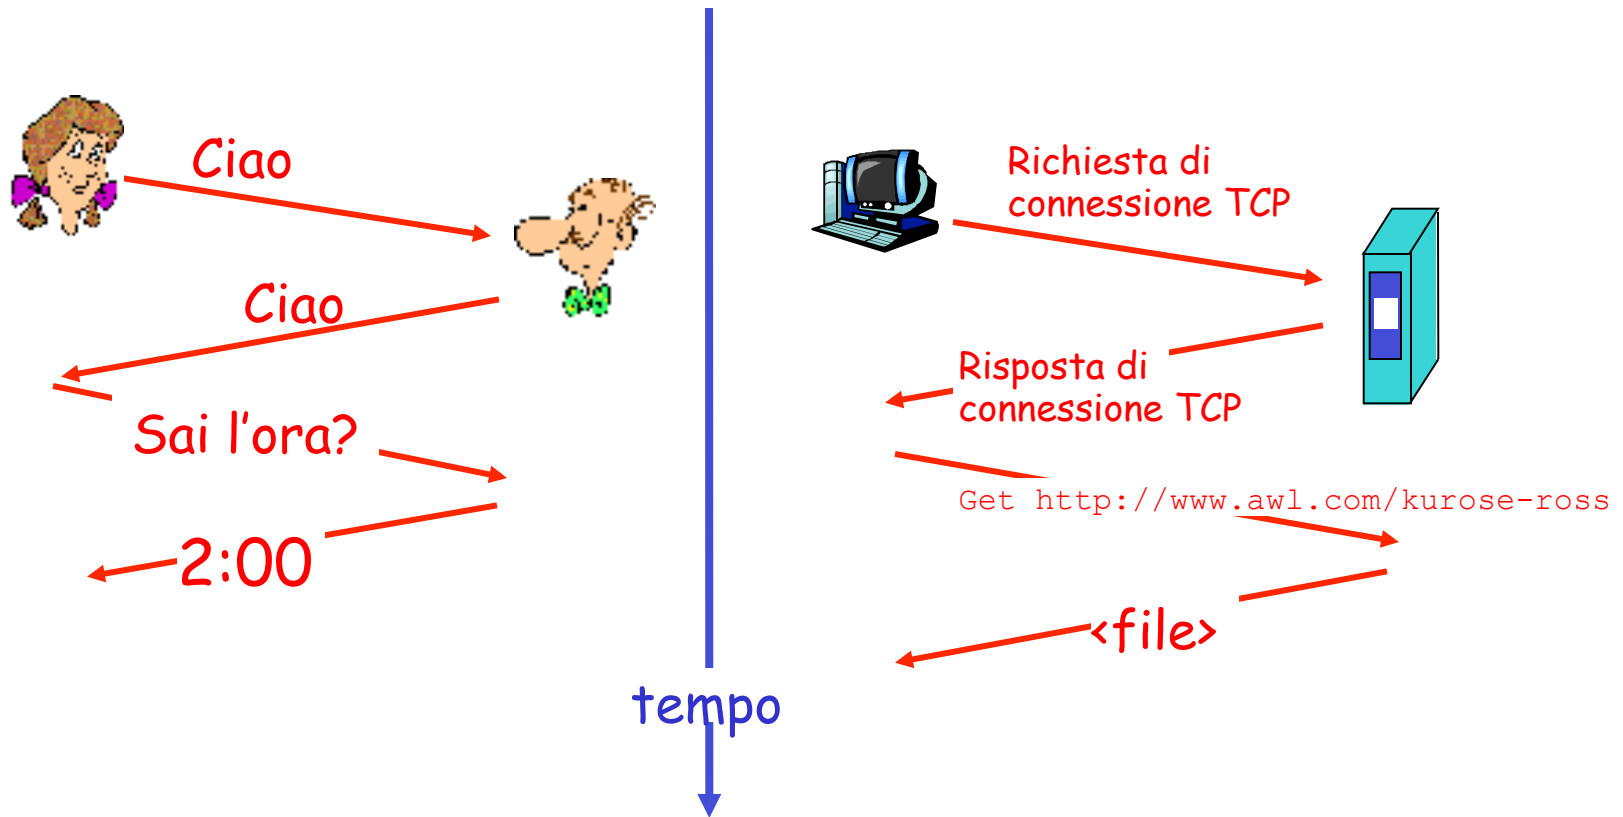 Ciao
Ciao
Sai l'ora?
2:00
tempo
Richiesta di
connessione TCP
Risposta di
connessione TCP
Get http://www.awl.com/kurose-ross
<file>